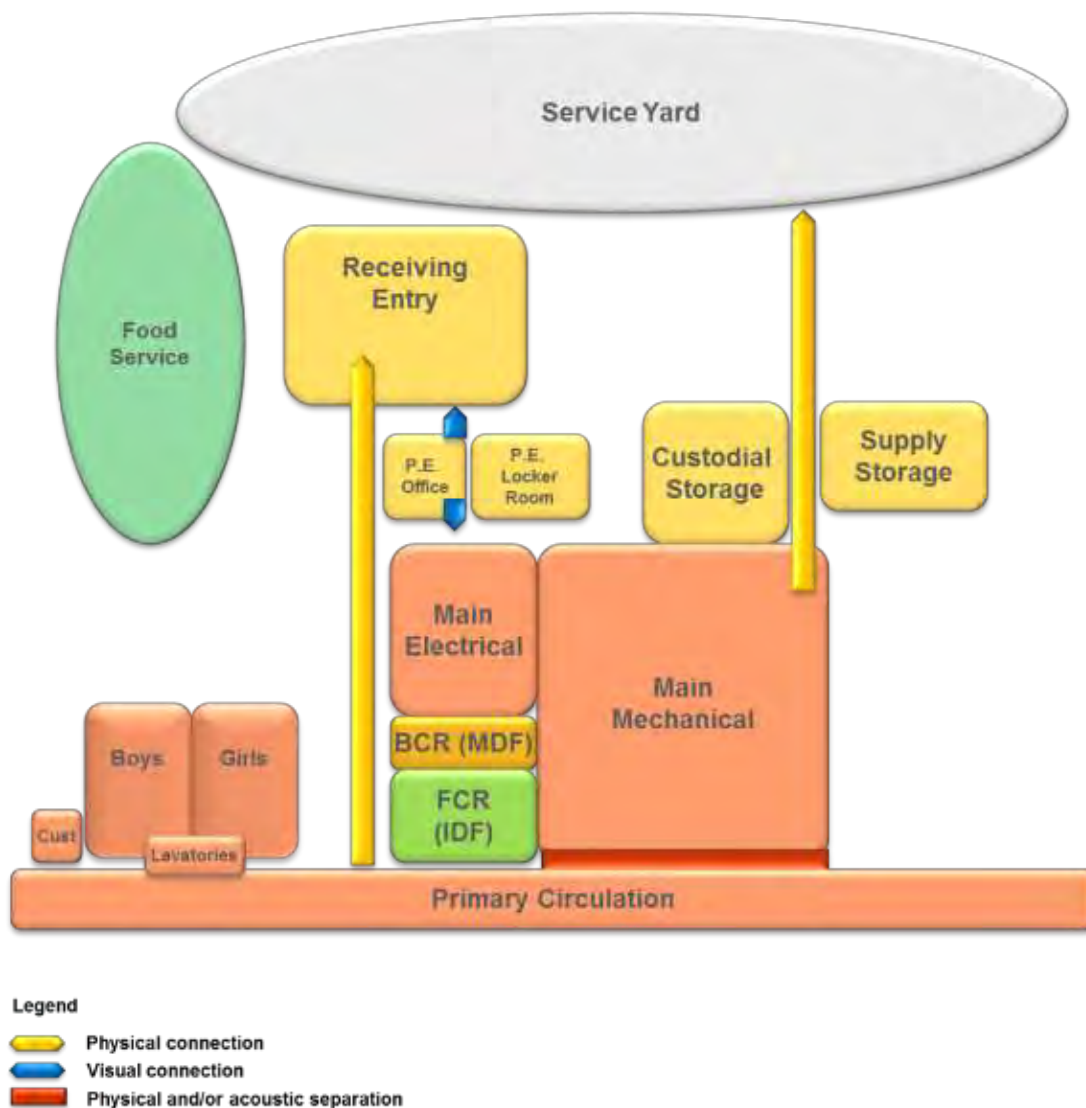 Service Yard
Receiving
Entry
Food
Service
P.E.
Office
P.E.
Locker
Room
Custodial
Storage
Supply
Storage
Main
Electrical
Main
Mechanical
BCR (MDF)
FCR
(IDF)
Boys
Girls
Cust
Lavatories
Primary Circulation
Legend
Physical connection
Visual connection
Physical and/or acoustic separation